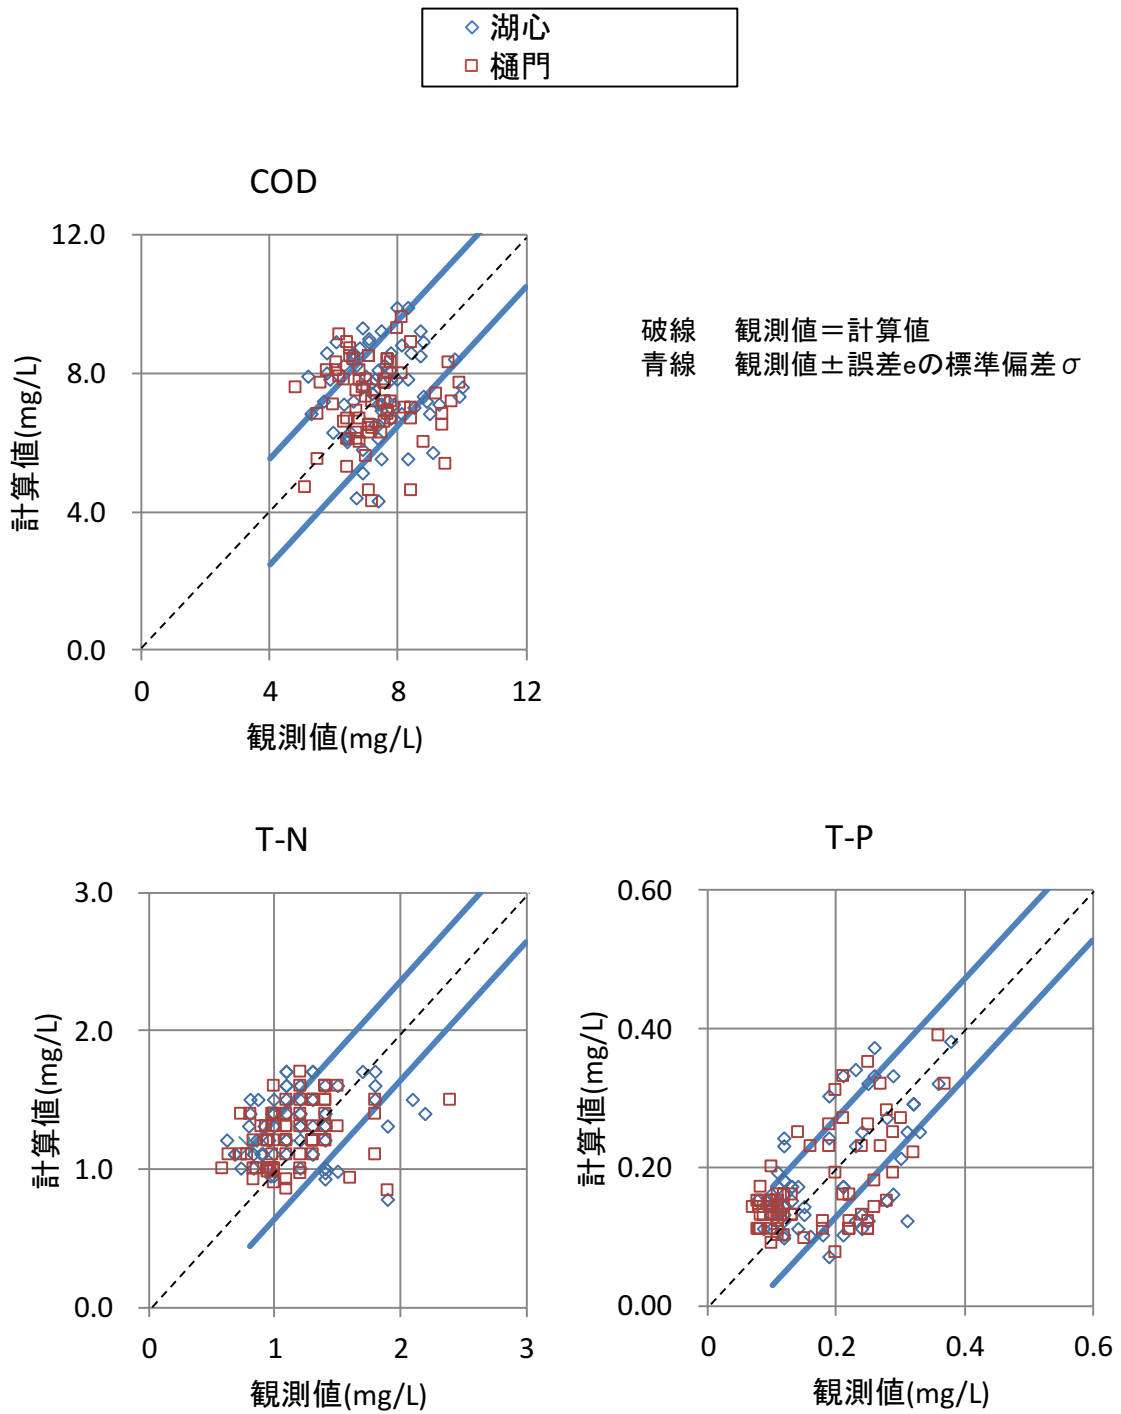 湖心
樋門
COD
12.0
8.0
4.0
0.0
計算値(mg/L)
0 4 8 12
観測値(mg/L)
破線 観測値＝計算値
青線 観測値±誤差eの標準偏差σ
T-N
3.0
2.0
1.0
0.0
計算値(mg/L)
0 1 2 3
観測値(mg/L)
T-P
0.60
0.40
0.20
0.00
計算値(mg/L)
0 0.2 0.4 0.6
観測値(mg/L)